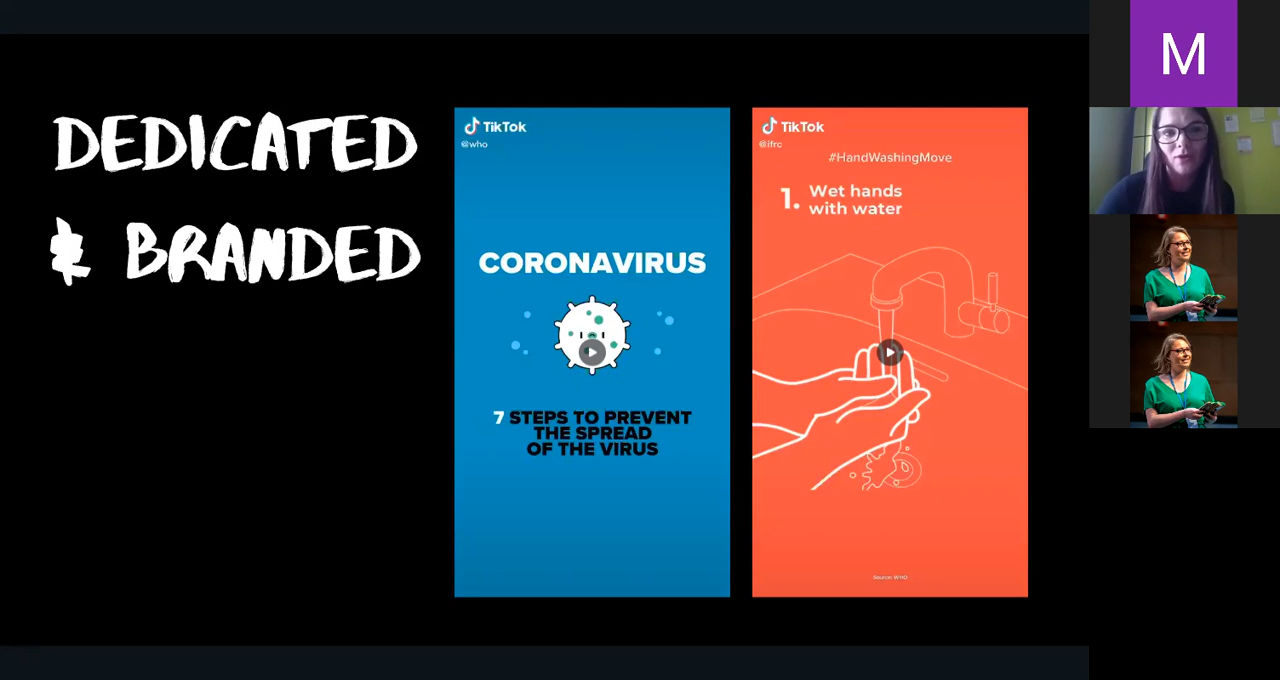 DEDICATED
& BRANDED
TikTok
@who
CORONAVIRUS
7 STEPS TO PREVENT
THE SPREAD
OF THE VIRUS
TikTok
@ifrc
#HandWashingMove
1. Wet hands
with water
Source: WHO
M